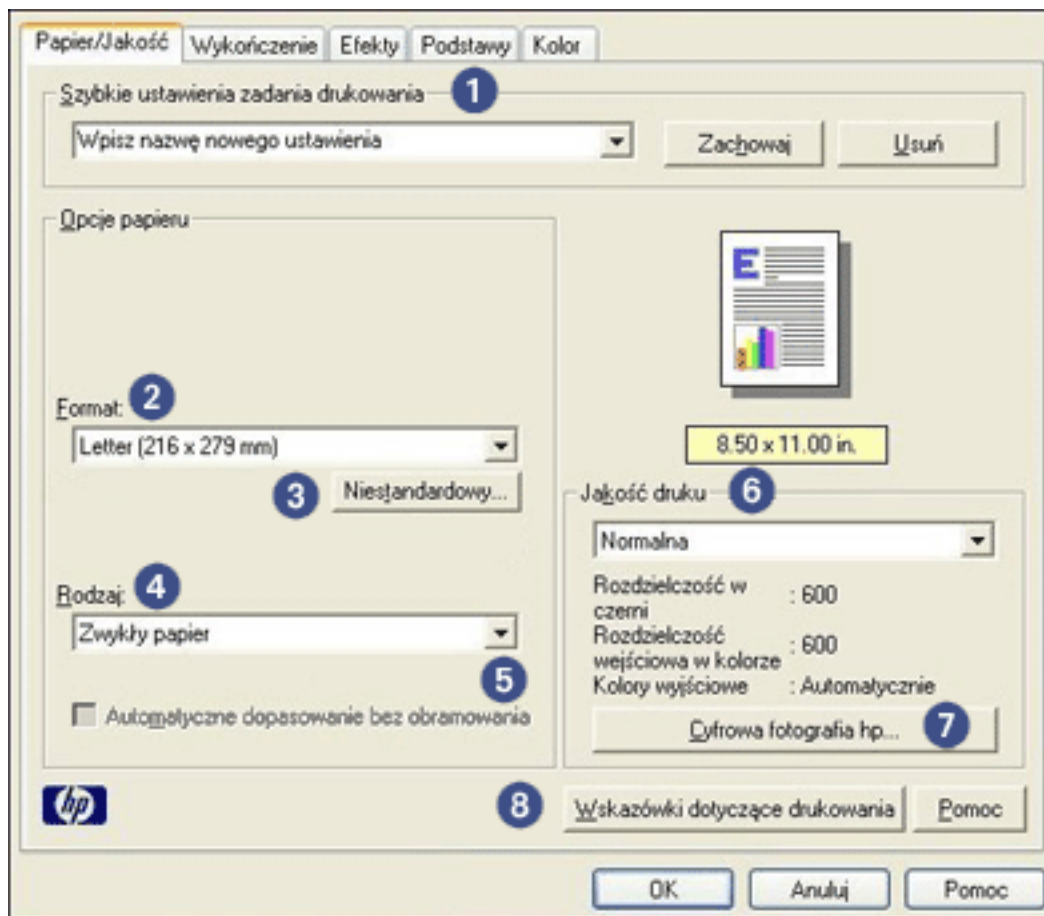 Papier/Jakość Wykończenie Efekty Podstawy Kolor
Szybkie ustawienia zadania drukowania 1
Wpisz nazwę nowego ustawienia Zachowaj Usuń
Opcje papieru
E
Format: 2
Letter (216 x 279 mm)
8.50 x 11.00 in.
3 Niestandardowy...
Jakość druku 6
Normalna
Rodzaj: 4
Zwykły papier
Rozdzielczość w
czerni : 600
Rozdzielczość
wejściowa w kolorze : 600
Kolory wyjściowe : Automatycznie
5
Automatyczne dopasowanie bez obramowania
Cyfrowa fotografia hp... 7
hp
8 Wskazówki dotyczące drukowania Pomoc
OK Anuluj Pomoc